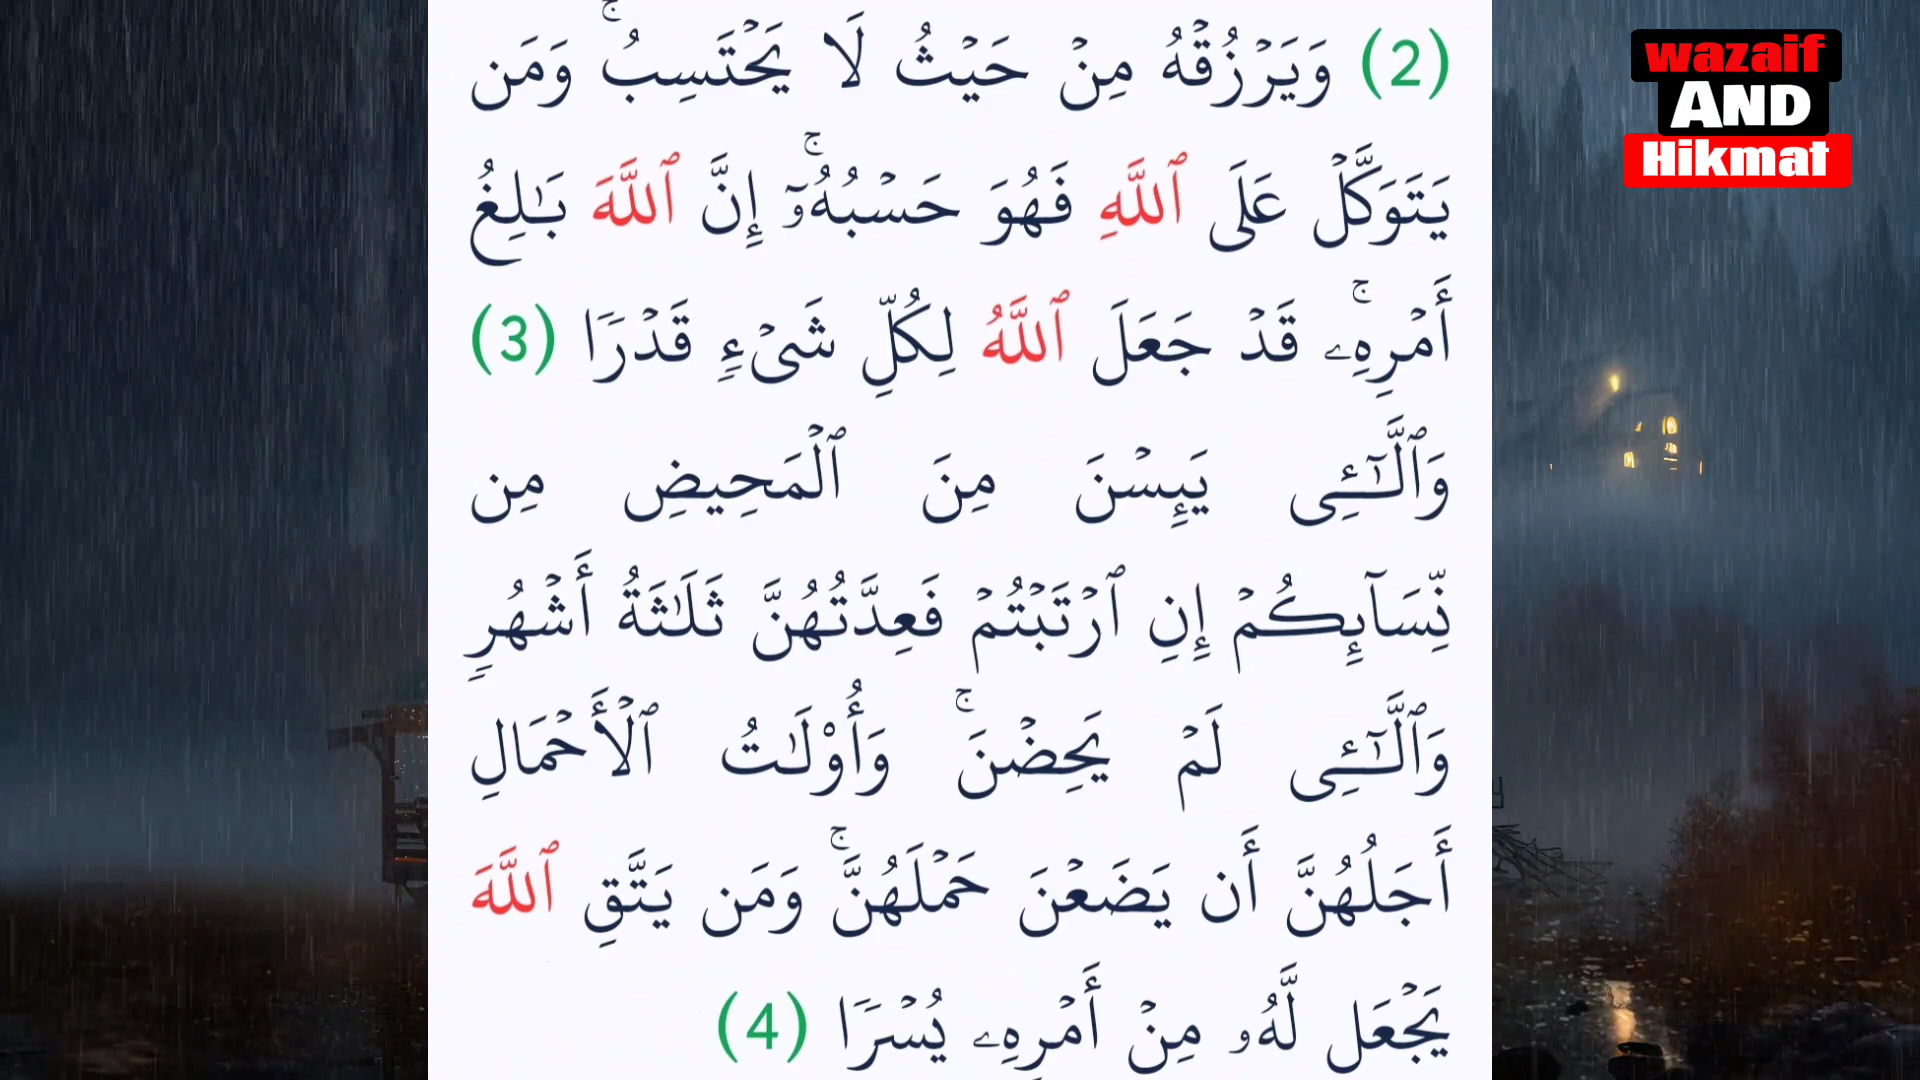 (2) وَيَرْزُقْهُ مِنْ حَيْثُ لَا يَحْتَسِبُ ۚ وَمَن
يَتَوَكَّلْ عَلَى ٱللَّهِ فَهُوَ حَسْبُهُۥٓ ۚ إِنَّ ٱللَّهَ بَـٰلِغُ
أَمْرِهِۦ ۚ قَدْ جَعَلَ ٱللَّهُ لِكُلِّ شَىْءٍۢ قَدْرًۭا (3)
وَٱلَّـٰٓـِٔى يَئِسْنَ مِنَ ٱلْمَحِيضِ مِن
نِّسَآئِكُمْ إِنِ ٱرْتَبْتُمْ فَعِدَّتُهُنَّ ثَلَـٰثَةُ أَشْهُرٍۢ
وَٱلَّـٰٓـِٔى لَمْ يَحِضْنَ ۚ وَأُو۟لَـٰتُ ٱلْأَحْمَالِ
أَجَلُهُنَّ أَن يَضَعْنَ حَمْلَهُنَّ ۚ وَمَن يَتَّقِ ٱللَّهَ
يَجْعَل لَّهُۥ مِنْ أَمْرِهِۦ يُسْرًۭا (4)
wazaif
AND
Hikmat